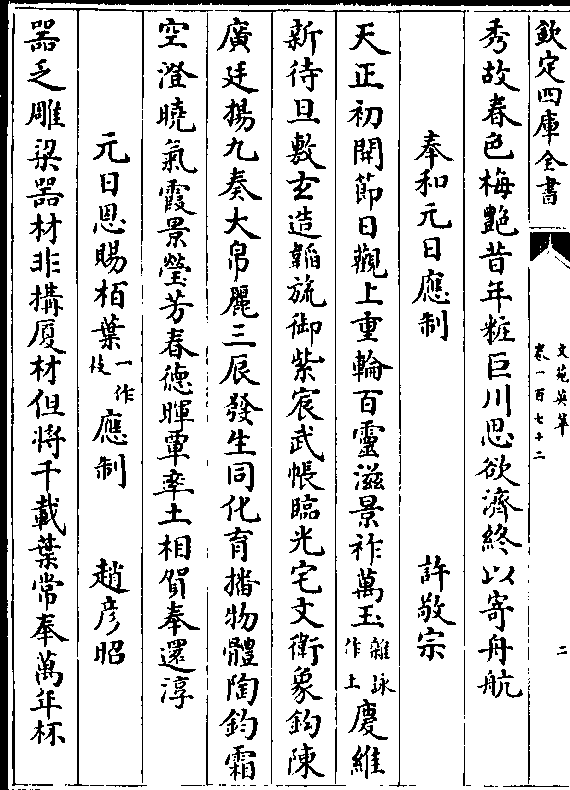 欽定四庫全書
文苑英華
卷一百七十二
二
秀故春色梅艶昔年粧巨川思欲濟終以寄舟航
奉和元日應制
許敬宗
天正初開節日觀上重輪百靈滋景祚萬玉雜詠作土慶維
新待旦敷玄造韜旒御紫宸武帳臨光宅文衛象鈎陳
廣廷揚九奏大帛麗三辰發生同化育播物體陶鈞霜
空澄曉氣霞景瑩芳春德暉覃率土相賀奉還淳
元日恩賜栢葉一作枝應制
趙彦昭
器乏雕梁器材非搆厦材但將千載葉常奉萬年杯